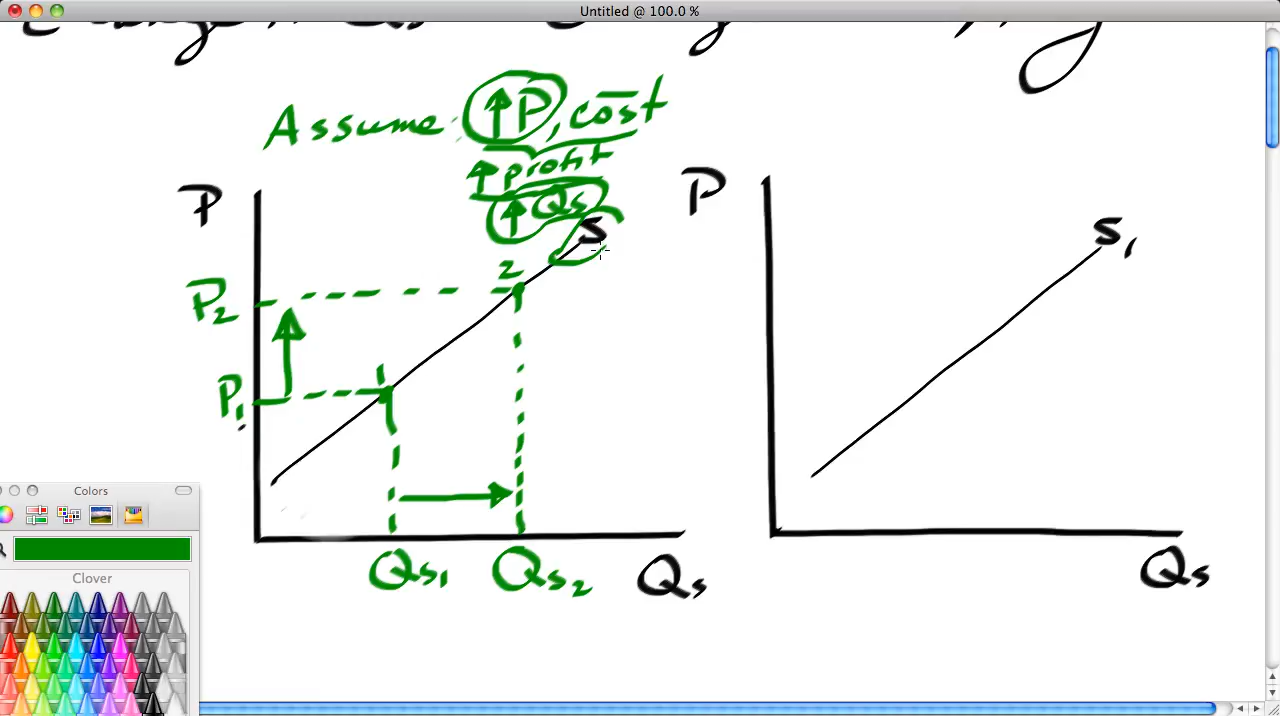 Untitled @ 100.0 %
Assume: ↑P, cost
↑ profit
↑ Qs
P
S
2
P2
1
P1
Qs1
Qs2
Qs
P
S1
Qs
Colors
Clover